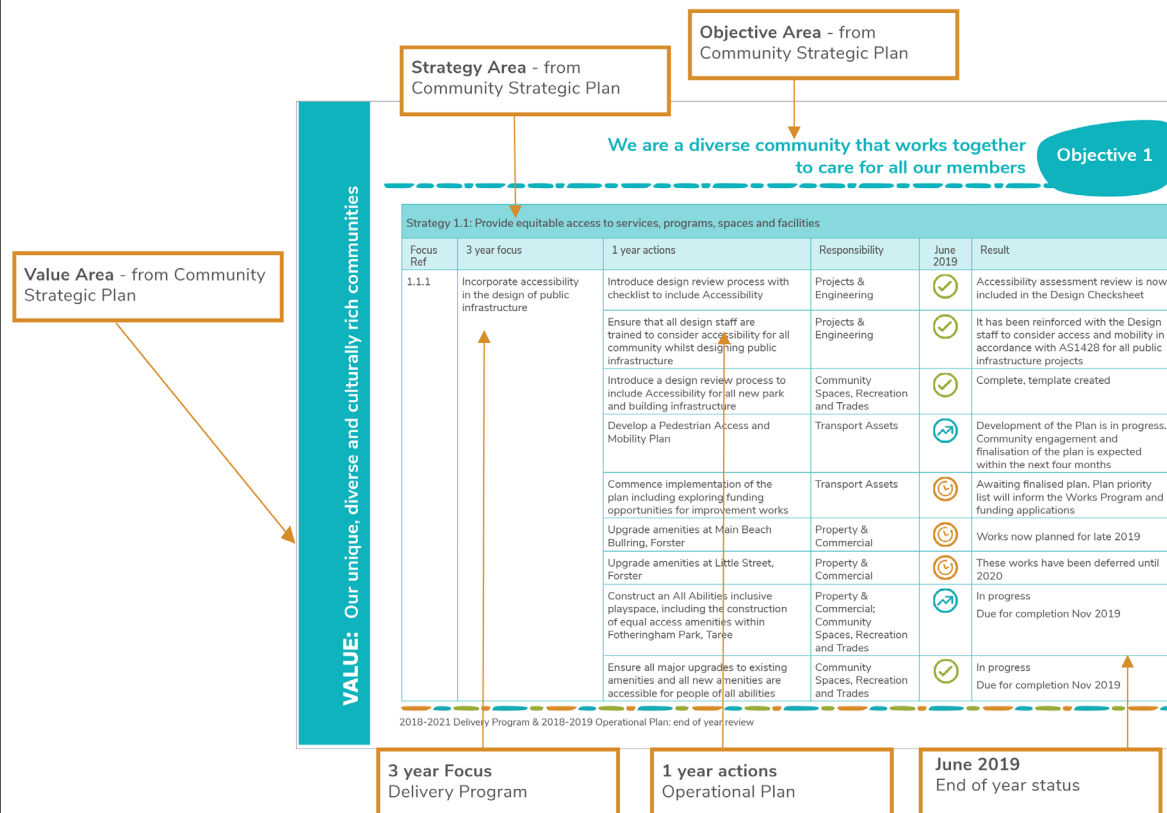 Objective Area - from
Community Strategic Plan
Strategy Area - from
Community Strategic Plan
We are a diverse community that works together
to care for all our members
Objective 1
Value Area - from Community
Strategic Plan
VALUE: Our unique, diverse and culturally rich communities
Strategy 1.1: Provide equitable access to services, programs, spaces and facilities
Focus
Ref
3 year focus
1 year actions
Responsibility
June
2019
Result
1.1.1
Incorporate accessibility
in the design of public
infrastructure
Introduce design review process with
checklist to include Accessibility
Projects &
Engineering
Accessibility assessment review is now
included in the Design Checksheet
Ensure that all design staff are
trained to consider accessibility for all
community whilst designing public
infrastructure
Projects &
Engineering
It has been reinforced with the Design
staff to consider access and mobility in
accordance with AS1428 for all public
infrastructure projects
Introduce a design review process to
include Accessibility for all new park
and building infrastructure
Community
Spaces, Recreation
and Trades
Complete, template created
Develop a Pedestrian Access and
Mobility Plan
Transport Assets
Development of the Plan is in progress.
Community engagement and
finalisation of the plan is expected
within the next four months
Commence implementation of the
plan including exploring funding
opportunities for improvement works
Transport Assets
Awaiting finalised plan. Plan priority
list will inform the Works Program and
funding applications
Upgrade amenities at Main Beach
Bullring, Forster
Property &
Commercial
Works now planned for late 2019
Upgrade amenities at Little Street,
Forster
Property &
Commercial
These works have been deferred until
2020
Construct an All Abilities inclusive
playspace, including the construction
of equal access amenities within
Fotheringham Park, Taree
Property &
Commercial;
Community
Spaces, Recreation
and Trades
In progress
Due for completion Nov 2019
Ensure all major upgrades to existing
amenities and all new amenities are
accessible for people of all abilities
Community
Spaces, Recreation
and Trades
In progress
Due for completion Nov 2019
2018-2021 Delivery Program & 2018-2019 Operational Plan: end of year review
3 year Focus
Delivery Program
1 year actions
Operational Plan
June 2019
End of year status